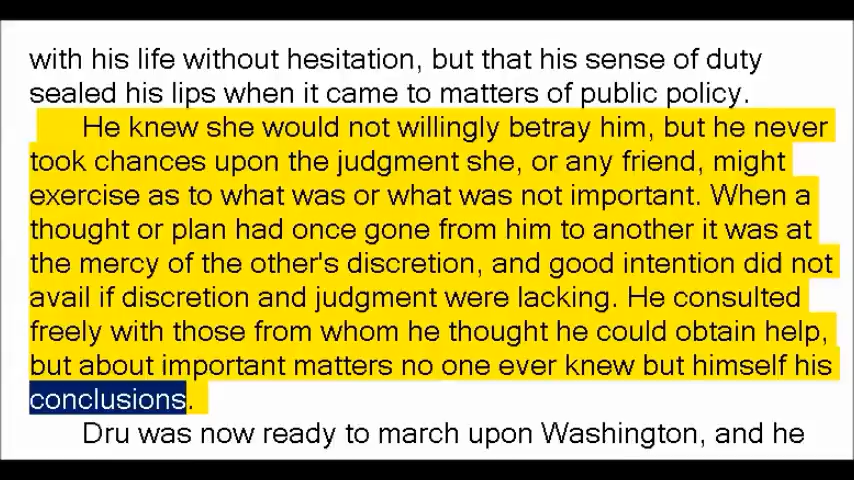 with his life without hesitation, but that his sense of duty
sealed his lips when it came to matters of public policy.
He knew she would not willingly betray him, but he never
took chances upon the judgment she, or any friend, might
exercise as to what was or what was not important. When a
thought or plan had once gone from him to another it was at
the mercy of the other's discretion, and good intention did not
avail if discretion and judgment were lacking. He consulted
freely with those from whom he thought he could obtain help,
but about important matters no one ever knew but himself his
conclusions.
Dru was now ready to march upon Washington, and he